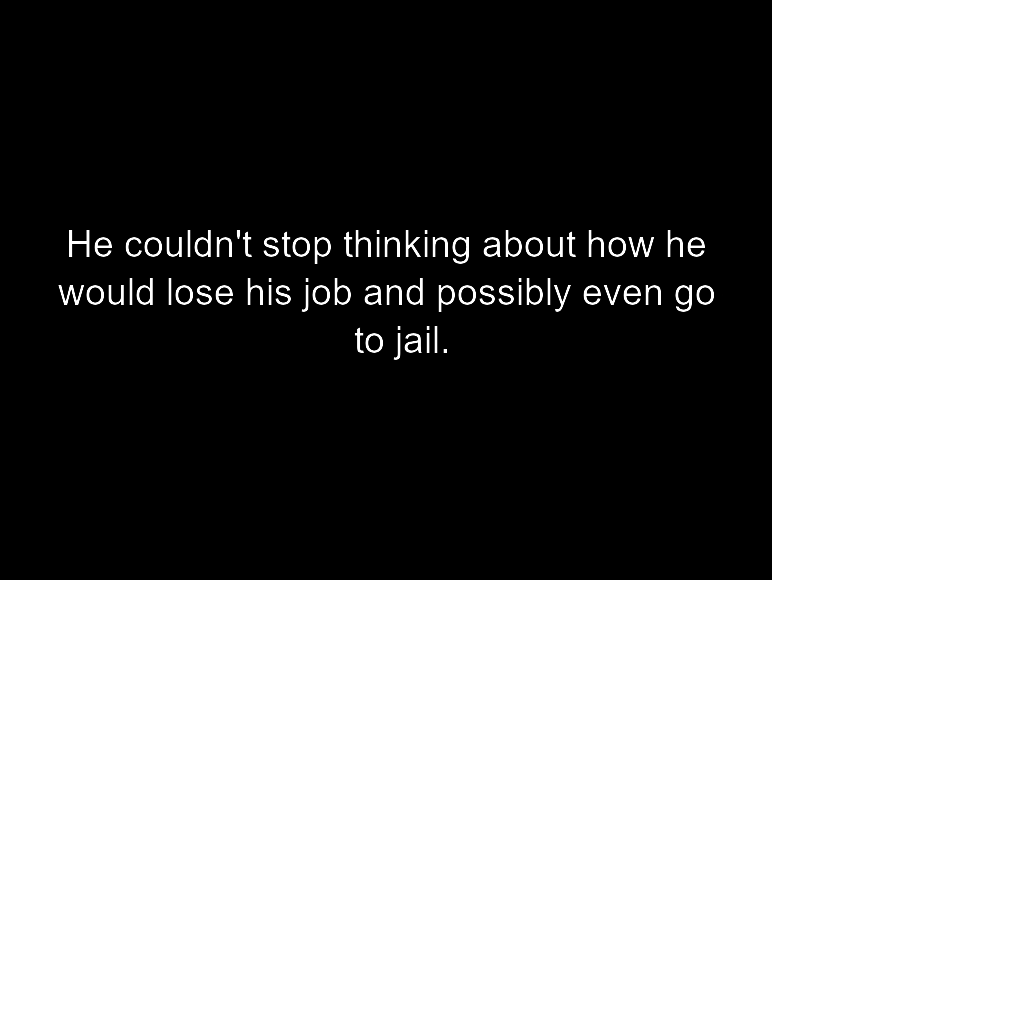 He couldn't stop thinking about how he
would lose his job and possibly even go
to jail.